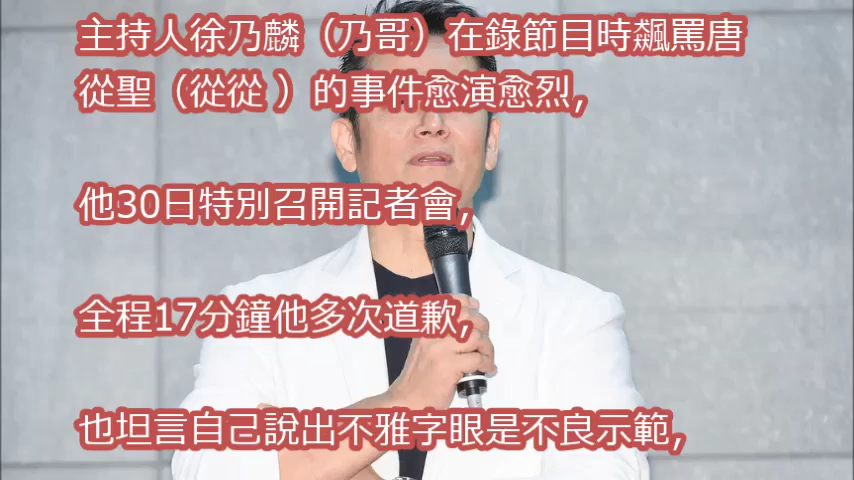 主持人徐乃麟（乃哥）在錄節目時飆罵唐
從聖（從從 ）的事件愈演愈烈，
他30日特別召開記者會，
全程17分鐘他多次道歉，
也坦言自己說出不雅字眼是不良示範，